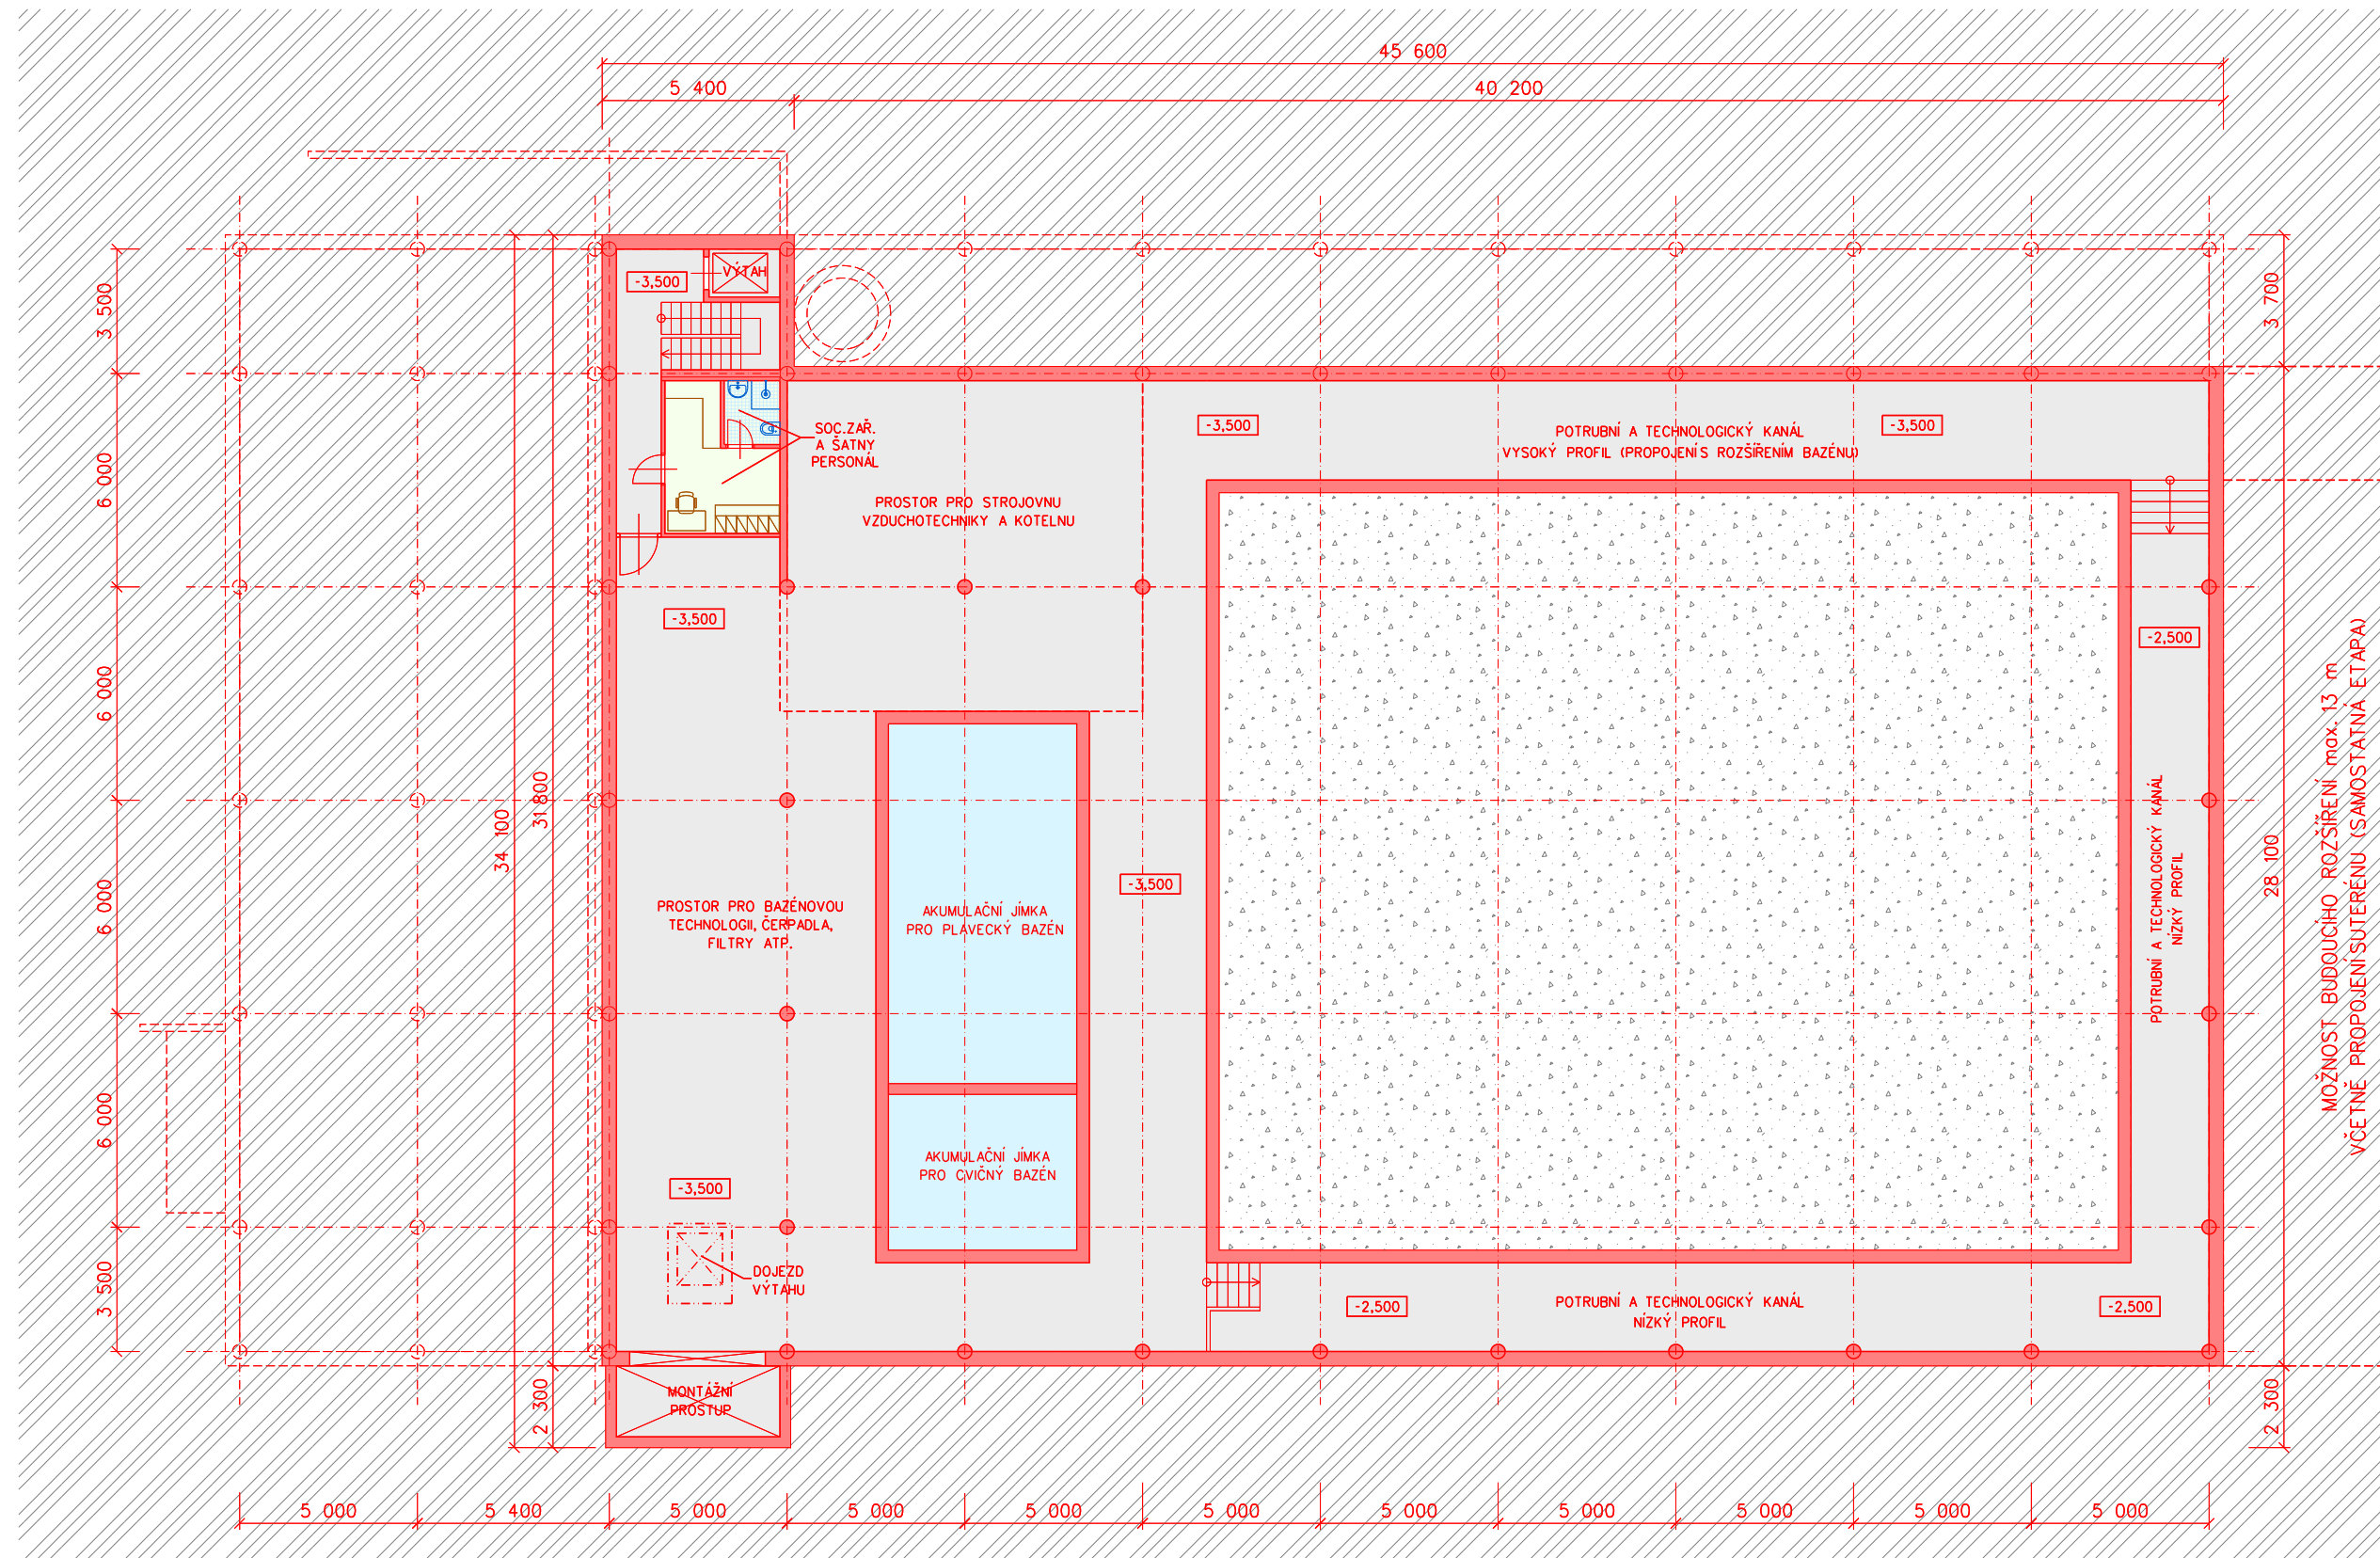 45 600
5 400
40 200
3 500
6 000
6 000
6 000
6 000
3 500
34 100
31 800
2 300
3 700
28 100
2 300
-3,500
VÝTAH
SOC.ZAŘ.
A ŠATNY
PERSONÁL
PROSTOR PRO STROJOVNU
VZDUCHOTECHNIKY A KOTELNU
-3,500
POTRUBNÍ A TECHNOLOGICKÝ KANÁL
VYSOKÝ PROFIL (PROPOJENÍ S ROZŠÍŘENÍM BAZÉNU)
-3,500
-3,500
-2,500
PROSTOR PRO BAZÉNOVOU
TECHNOLOGII, ČERPADLA,
FILTRY ATP.
AKUMULAČNÍ JÍMKA
PRO PLAVECKÝ BAZÉN
-3,500
POTRUBNÍ A TECHNOLOGICKÝ KANÁL
NÍZKÝ PROFIL
AKUMULAČNÍ JÍMKA
PRO CVIČNÝ BAZÉN
-3,500
DOJEZD
VÝTAHU
-2,500
POTRUBNÍ A TECHNOLOGICKÝ KANÁL
NÍZKÝ PROFIL
-2,500
MONTÁŽNÍ
PROSTUP
MOŽNOST BUDOUCÍHO ROZŠÍŘENÍ max. 13 m
VČETNĚ PROPOJENÍ SUTERÉNU (SAMOSTATNÁ ETAPA)
5 000
5 400
5 000
5 000
5 000
5 000
5 000
5 000
5 000
5 000
5 000